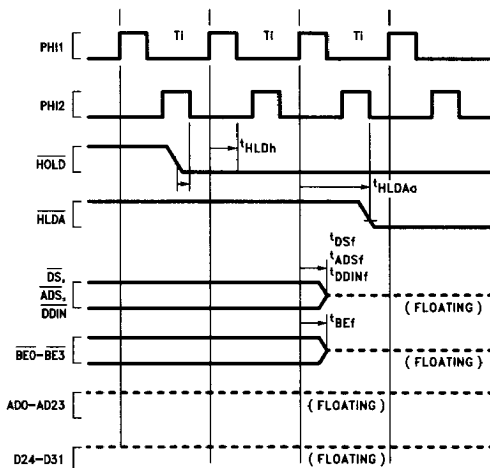 PHI1
Ti Ti Ti
PHI2
HOLD
tHLDh
HLDA
tHLDAa
tDSf
tADSf
tDDINf
DS,
ADS,
DDIN
(FLOATING)
tBEf
BE0-BE3
(FLOATING)
AD0-AD23
(FLOATING)
D24-D31
(FLOATING)